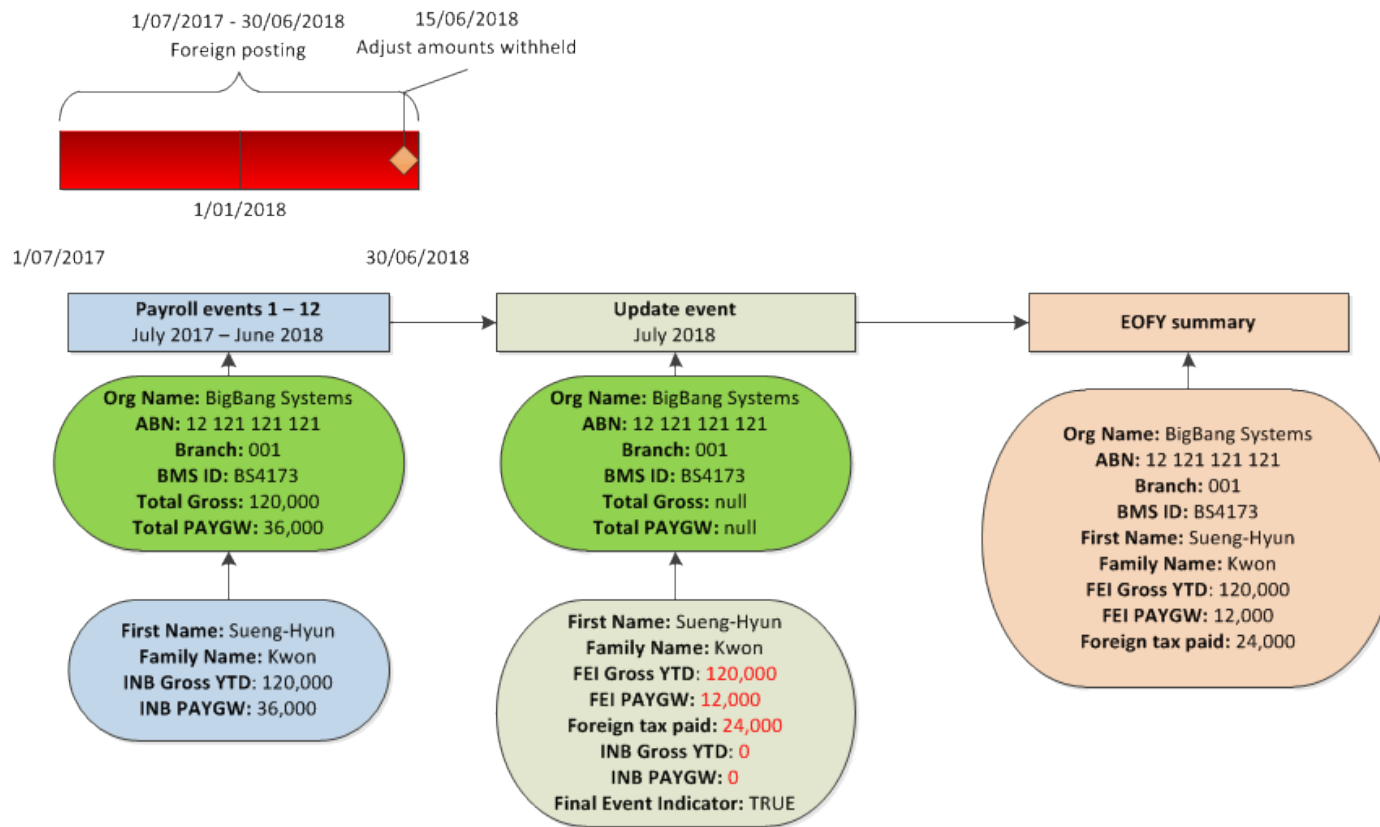 1/07/2017 - 30/06/2018
Foreign posting
15/06/2018
Adjust amounts withheld
1/01/2018
1/07/2017
30/06/2018
Payroll events 1 – 12
July 2017 – June 2018
Update event
July 2018
EOFY summary
Org Name: BigBang Systems
ABN: 12 121 121 121
Branch: 001
BMS ID: BS4173
Total Gross: 120,000
Total PAYGW: 36,000
Org Name: BigBang Systems
ABN: 12 121 121 121
Branch: 001
BMS ID: BS4173
Total Gross: null
Total PAYGW: null
Org Name: BigBang Systems
ABN: 12 121 121 121
Branch: 001
BMS ID: BS4173
First Name: Sueng-Hyun
Family Name: Kwon
FEI Gross YTD: 120,000
FEI PAYGW: 12,000
Foreign tax paid: 24,000
First Name: Sueng-Hyun
Family Name: Kwon
INB Gross YTD: 120,000
INB PAYGW: 36,000
First Name: Sueng-Hyun
Family Name: Kwon
FEI Gross YTD: 120,000
FEI PAYGW: 12,000
Foreign tax paid: 24,000
INB Gross YTD: 0
INB PAYGW: 0
Final Event Indicator: TRUE